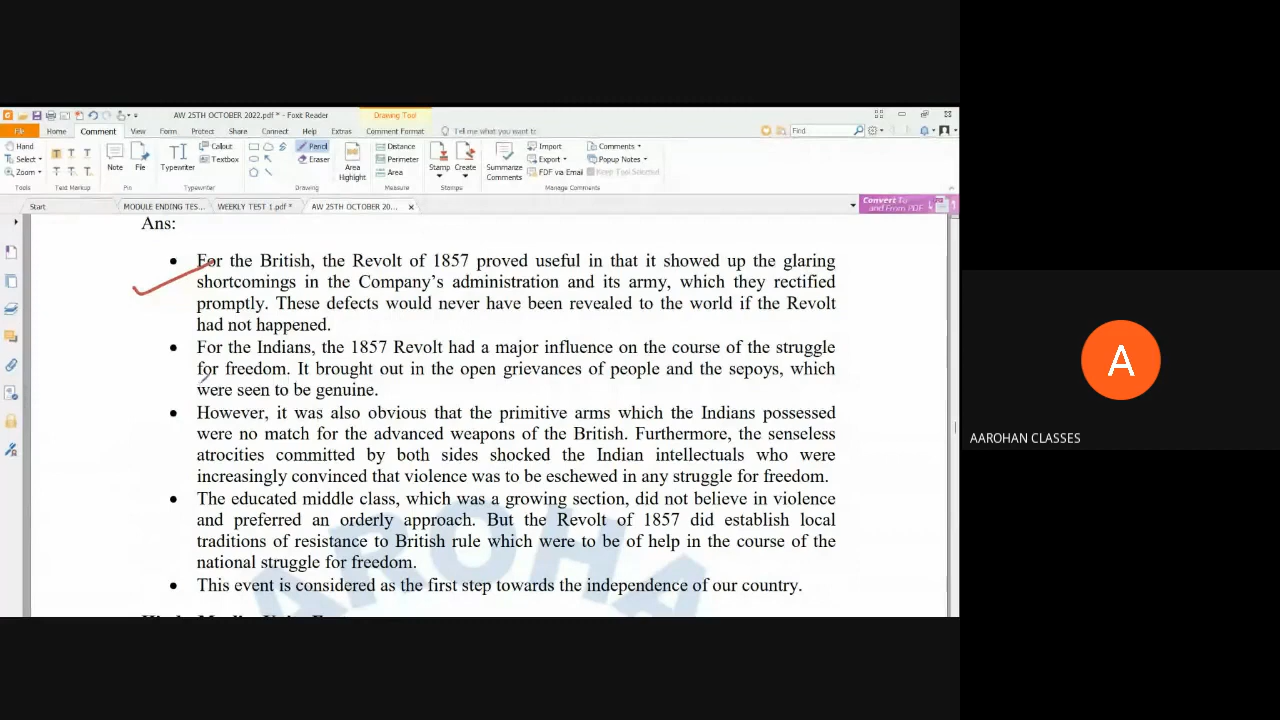 AW 25TH OCTOBER 2022.pdf * - Foxit Reader
Drawing Tool
File Home Comment View Form Protect Share Connect Help Extras Comment Format Tell me what you want to
Find
Hand
Select
Zoom
Tools
Text Markup
Note
File
Pin
Typewriter
Callout
Textbox
Typewriter
Pencil
Eraser
Drawing
Area Highlight
Distance
Perimeter
Area
Measure
Stamp
Create
Stamps
Summarize Comments
Import
Export
FDF via Email
Comments
Popup Notes
Keep Tool Selected
Manage Comments
Start MODULE ENDING TES... WEEKLY TEST 1.pdf * AW 25TH OCTOBER 20...
Convert To and From PDF
Ans:
• For the British, the Revolt of 1857 proved useful in that it showed up the glaring
shortcomings in the Company's administration and its army, which they rectified
promptly. These defects would never have been revealed to the world if the Revolt
had not happened.
• For the Indians, the 1857 Revolt had a major influence on the course of the struggle
for freedom. It brought out in the open grievances of people and the sepoys, which
were seen to be genuine.
• However, it was also obvious that the primitive arms which the Indians possessed
were no match for the advanced weapons of the British. Furthermore, the senseless
atrocities committed by both sides shocked the Indian intellectuals who were
increasingly convinced that violence was to be eschewed in any struggle for freedom.
• The educated middle class, which was a growing section, did not believe in violence
and preferred an orderly approach. But the Revolt of 1857 did establish local
traditions of resistance to British rule which were to be of help in the course of the
national struggle for freedom.
• This event is considered as the first step towards the independence of our country.
AROHA
A
AAROHAN CLASSES